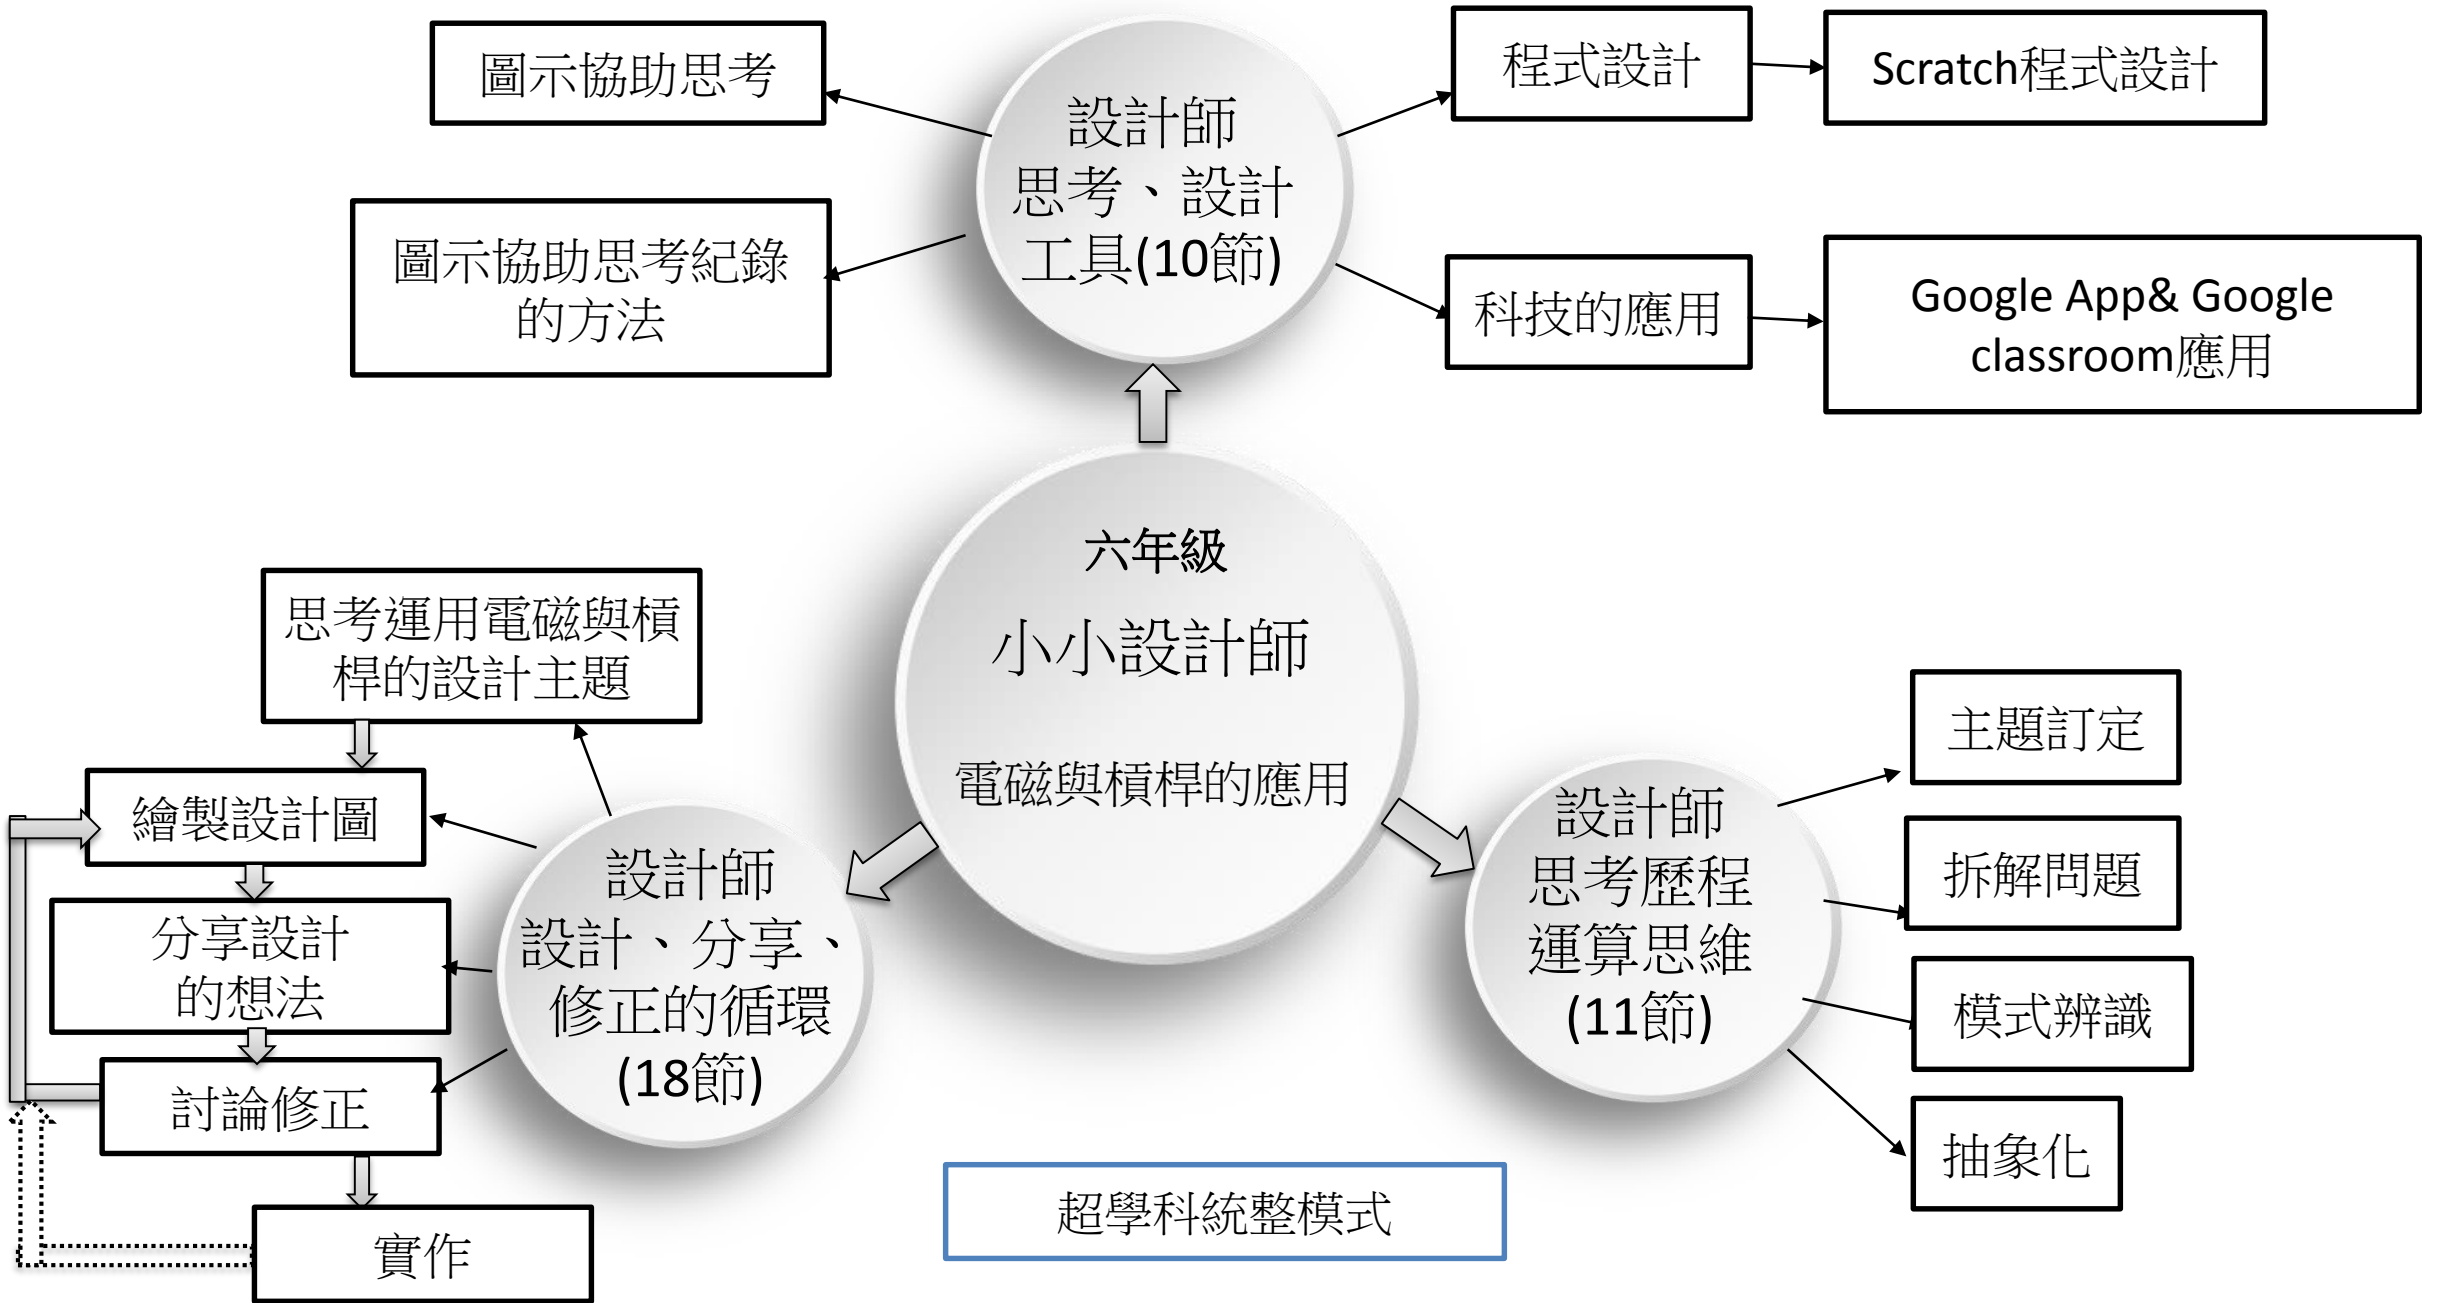 圖示協助思考
圖示協助思考紀錄
的方法
設計師
思考、設計
工具(10節)
程式設計
Scratch程式設計
科技的應用
Google App& Google
classroom應用
六年級
小小設計師
電磁與槓桿的應用
思考運用電磁與槓
桿的設計主題
繪製設計圖
分享設計
的想法
討論修正
實作
設計師
設計、分享、
修正的循環
(18節)
設計師
思考歷程
運算思維
(11節)
主題訂定
拆解問題
模式辨識
抽象化
超學科統整模式